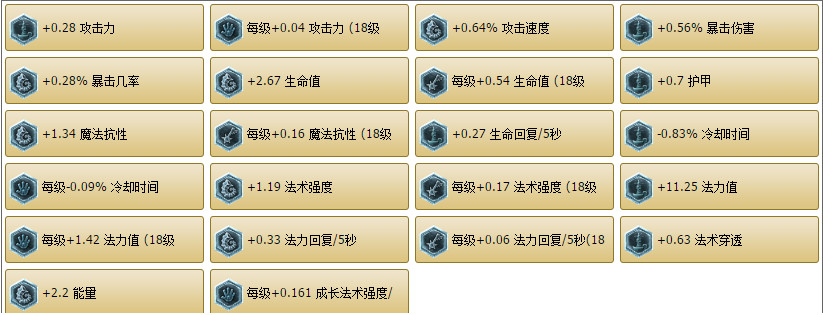 +0.28 攻击力
每级+0.04 攻击力 (18级
+0.64% 攻击速度
+0.56% 暴击伤害
+0.28% 暴击几率
+2.67 生命值
每级+0.54 生命值 (18级
+0.7 护甲
+1.34 魔法抗性
每级+0.16 魔法抗性 (18级
+0.27 生命回复/5秒
-0.83% 冷却时间
每级-0.09% 冷却时间
+1.19 法术强度
每级+0.17 法术强度 (18级
+11.25 法力值
每级+1.42 法力值 (18级
+0.33 法力回复/5秒
每级+0.06 法力回复/5秒(18
+0.63 法术穿透
+2.2 能量
每级+0.161 成长法术强度/